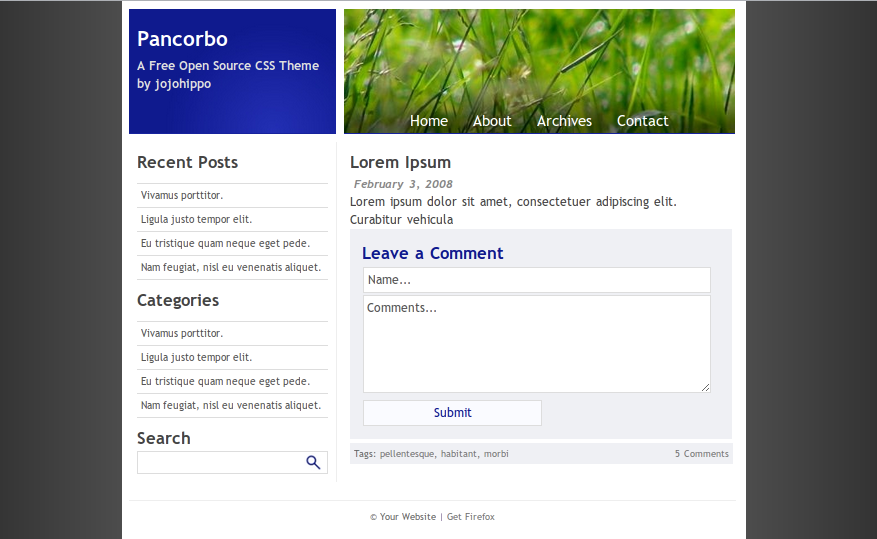 Pancorbo
A Free Open Source CSS Theme
by jojohippo
Home About Archives Contact
Recent Posts
Vivamus porttitor.
Ligula justo tempor elit.
Eu tristique quam neque eget pede.
Nam feugiat, nisl eu venenatis aliquet.
Categories
Vivamus porttitor.
Ligula justo tempor elit.
Eu tristique quam neque eget pede.
Nam feugiat, nisl eu venenatis aliquet.
Search
Lorem Ipsum
February 3, 2008
Lorem ipsum dolor sit amet, consectetuer adipiscing elit.
Curabitur vehicula
Leave a Comment
Name...
Comments...
Submit
Tags: pellentesque, habitant, morbi 5 Comments
© Your Website | Get Firefox